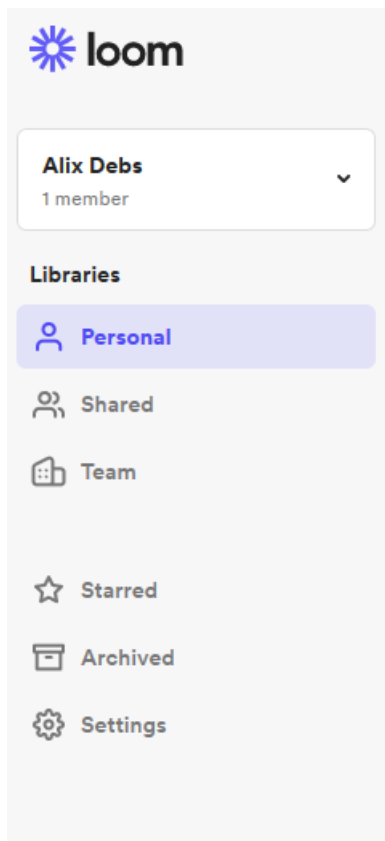 loom
Alix Debs
1 member
Libraries
Personal
Shared
Team
Starred
Archived
Settings